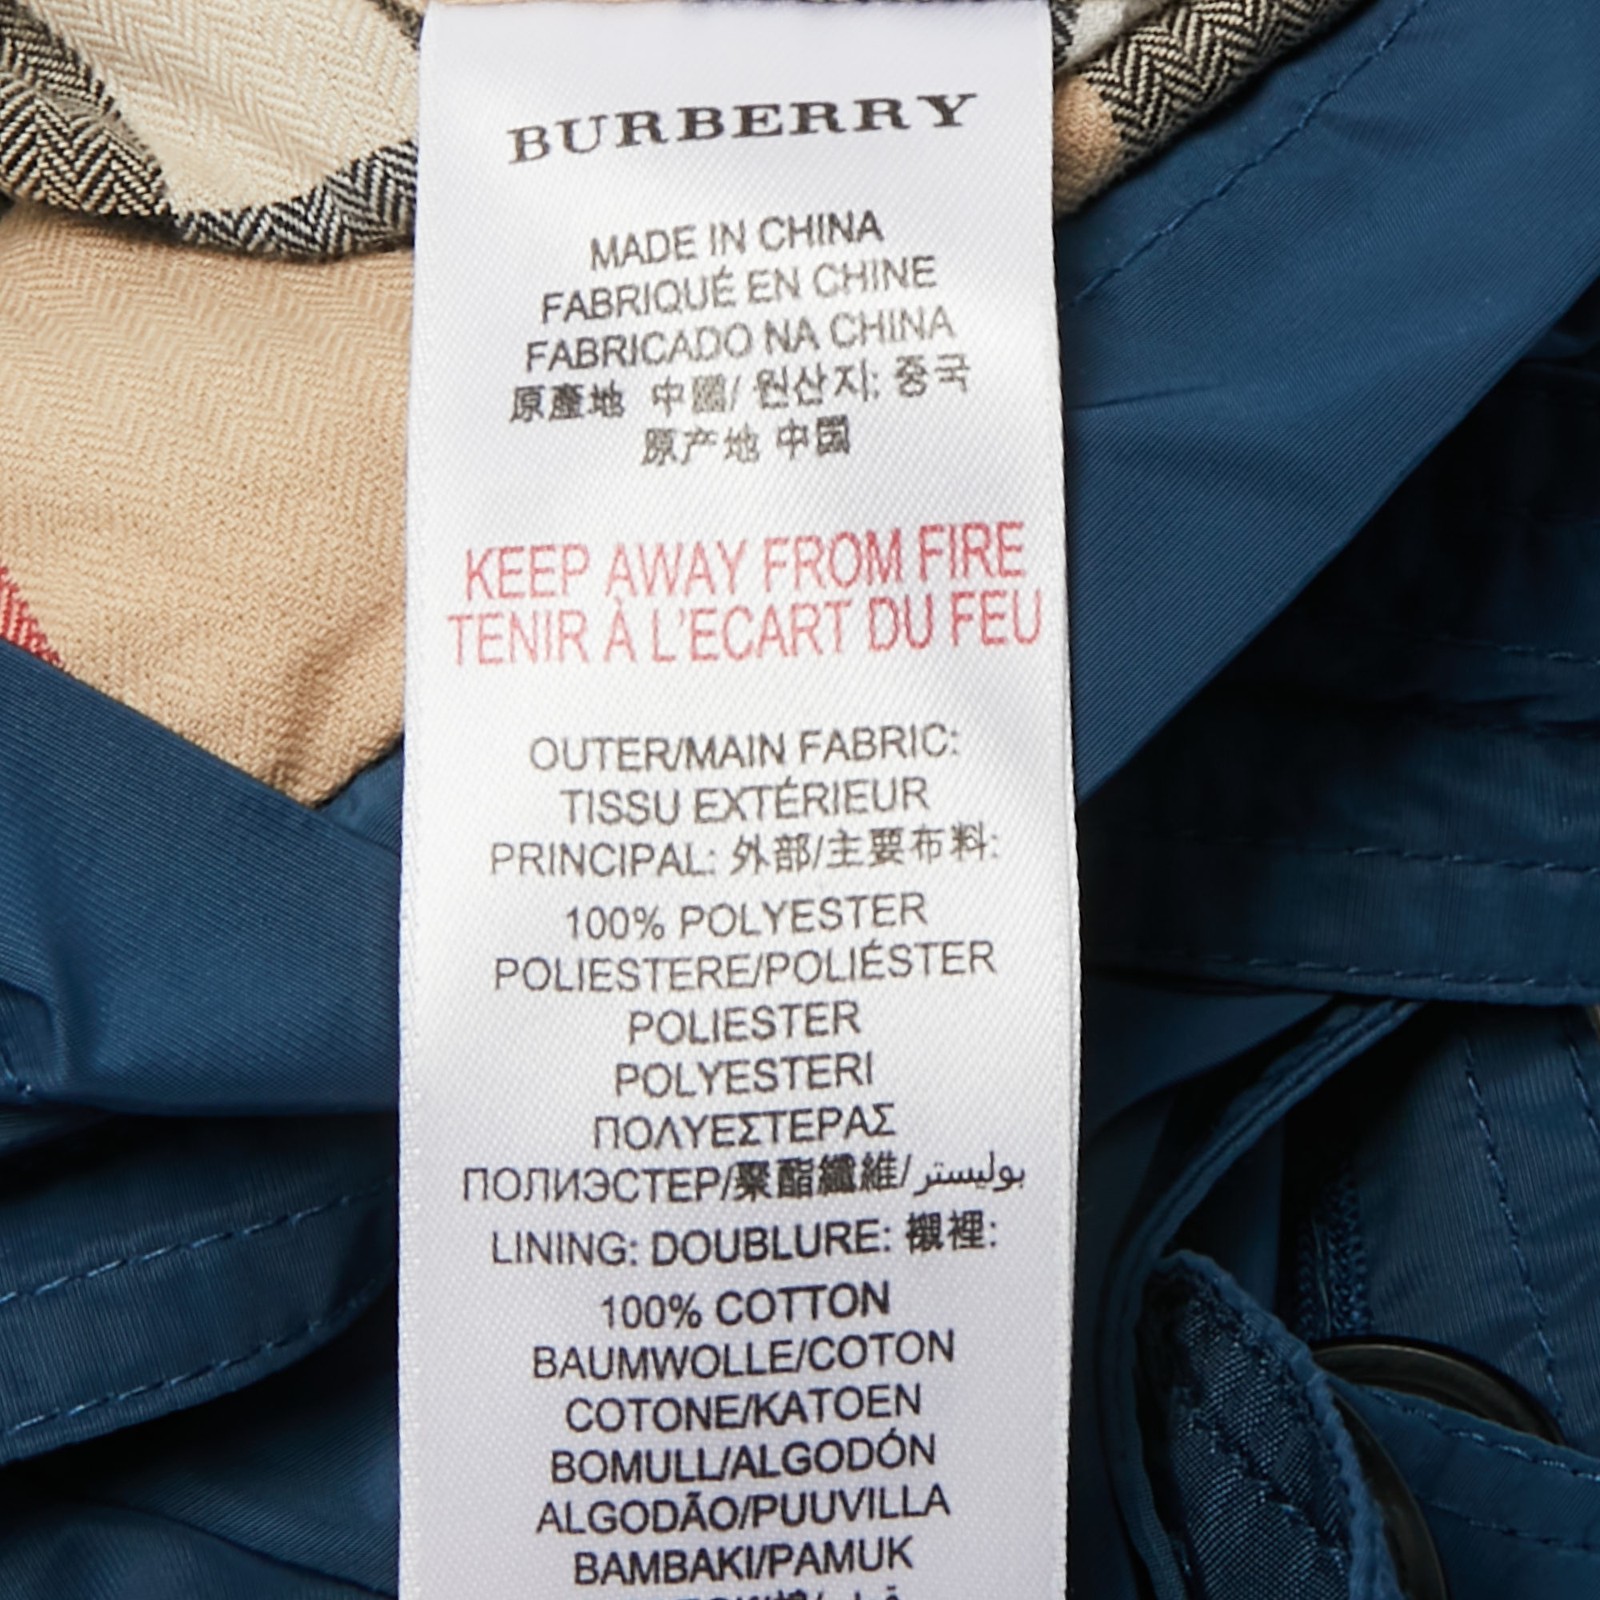 BURBERRY
MADE IN CHINA
FABRIQUÉ EN CHINE
FABRICADO NA CHINA
原產地 中國/ 원산지: 중국
原产地 中國
KEEP AWAY FROM FIRE
TENIR À L'ECART DU FEU
OUTER/MAIN FABRIC:
TISSU EXTÉRIEUR
PRINCIPAL: 外部/主要布料:
100% POLYESTER
POLIESTERE/POLIÉSTER
POLIESTER
POLYESTERI
ΠΟΛΥΕΣΤΕΡΑΣ
ПОЛИЭСТЕР/聚酯纖維/بوليستر
LINING: DOUBLURE: 襯裡:
100% COTTON
BAUMWOLLE/COTON
COTONE/KATOEN
BOMULL/ALGODÓN
ALGODÃO/PUUVILLA
BAMBAKI/PAMUK